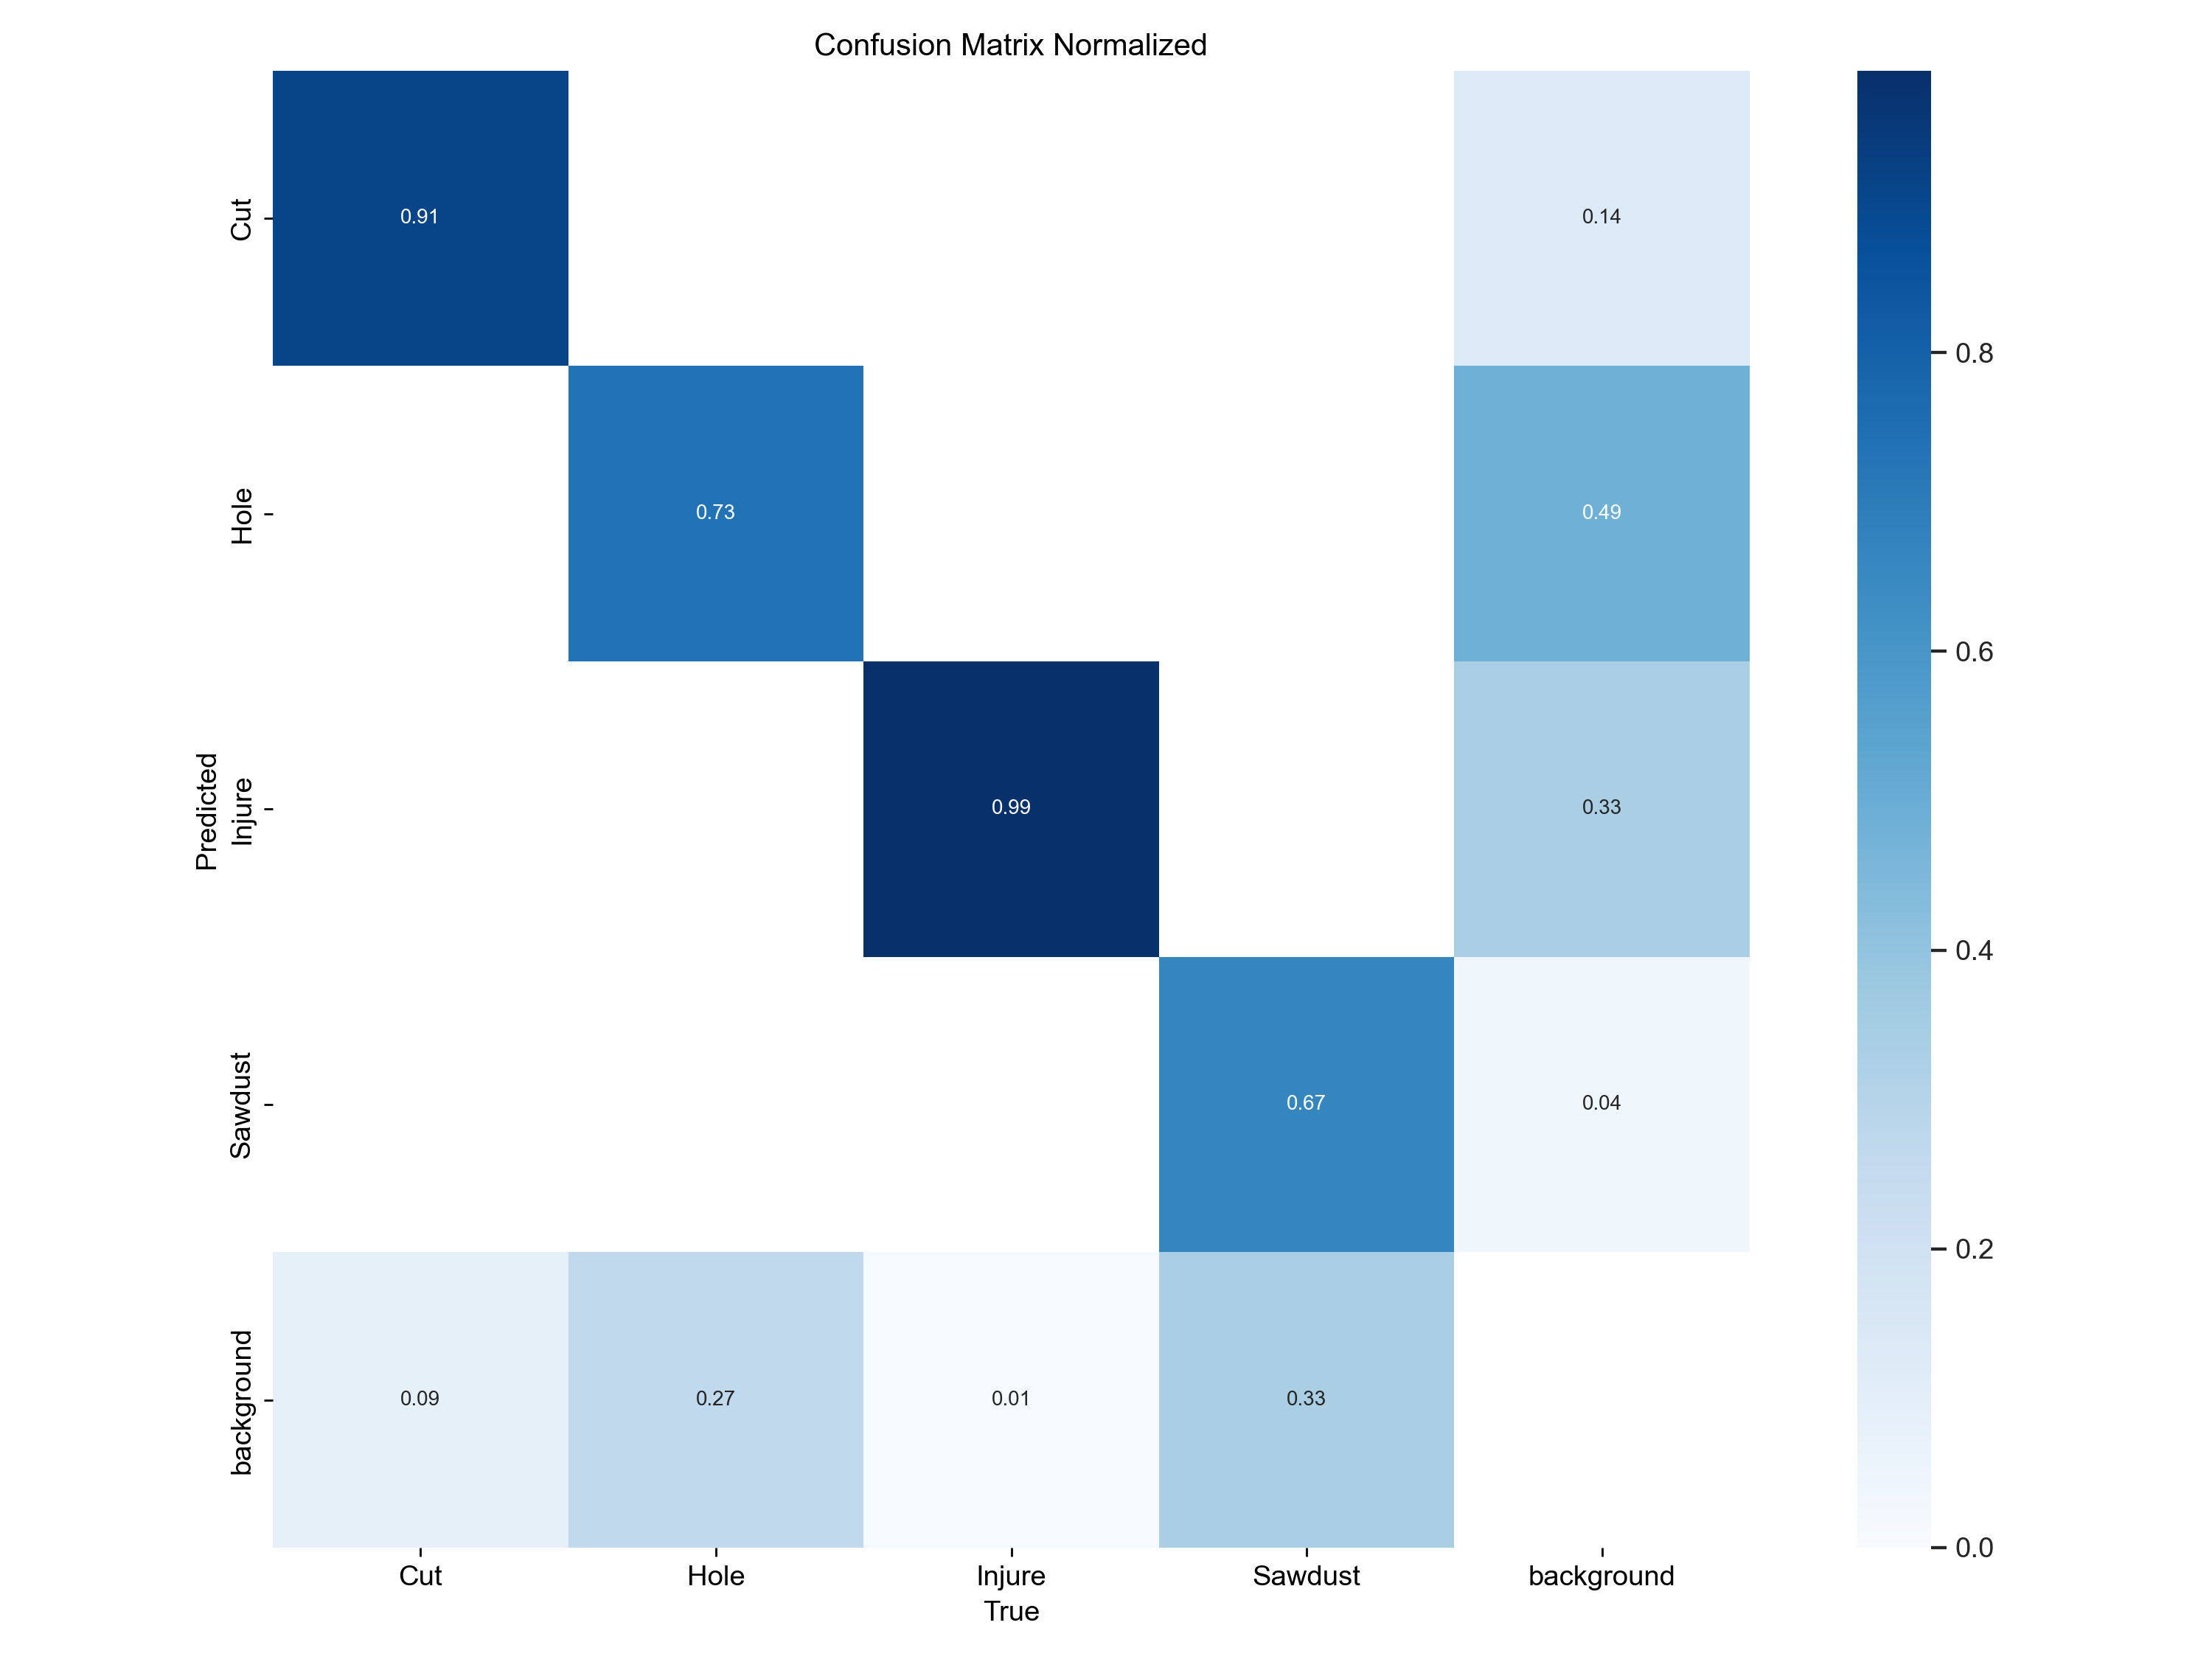 Confusion Matrix Normalized
Cut
0.91
0.14
0.8
Hole
0.73
0.49
0.6
Predicted
Injure
0.99
0.33
0.4
Sawdust
0.67
0.04
0.2
background
0.09
0.27
0.01
0.33
0.0
Cut
Hole
Injure
Sawdust
background
True